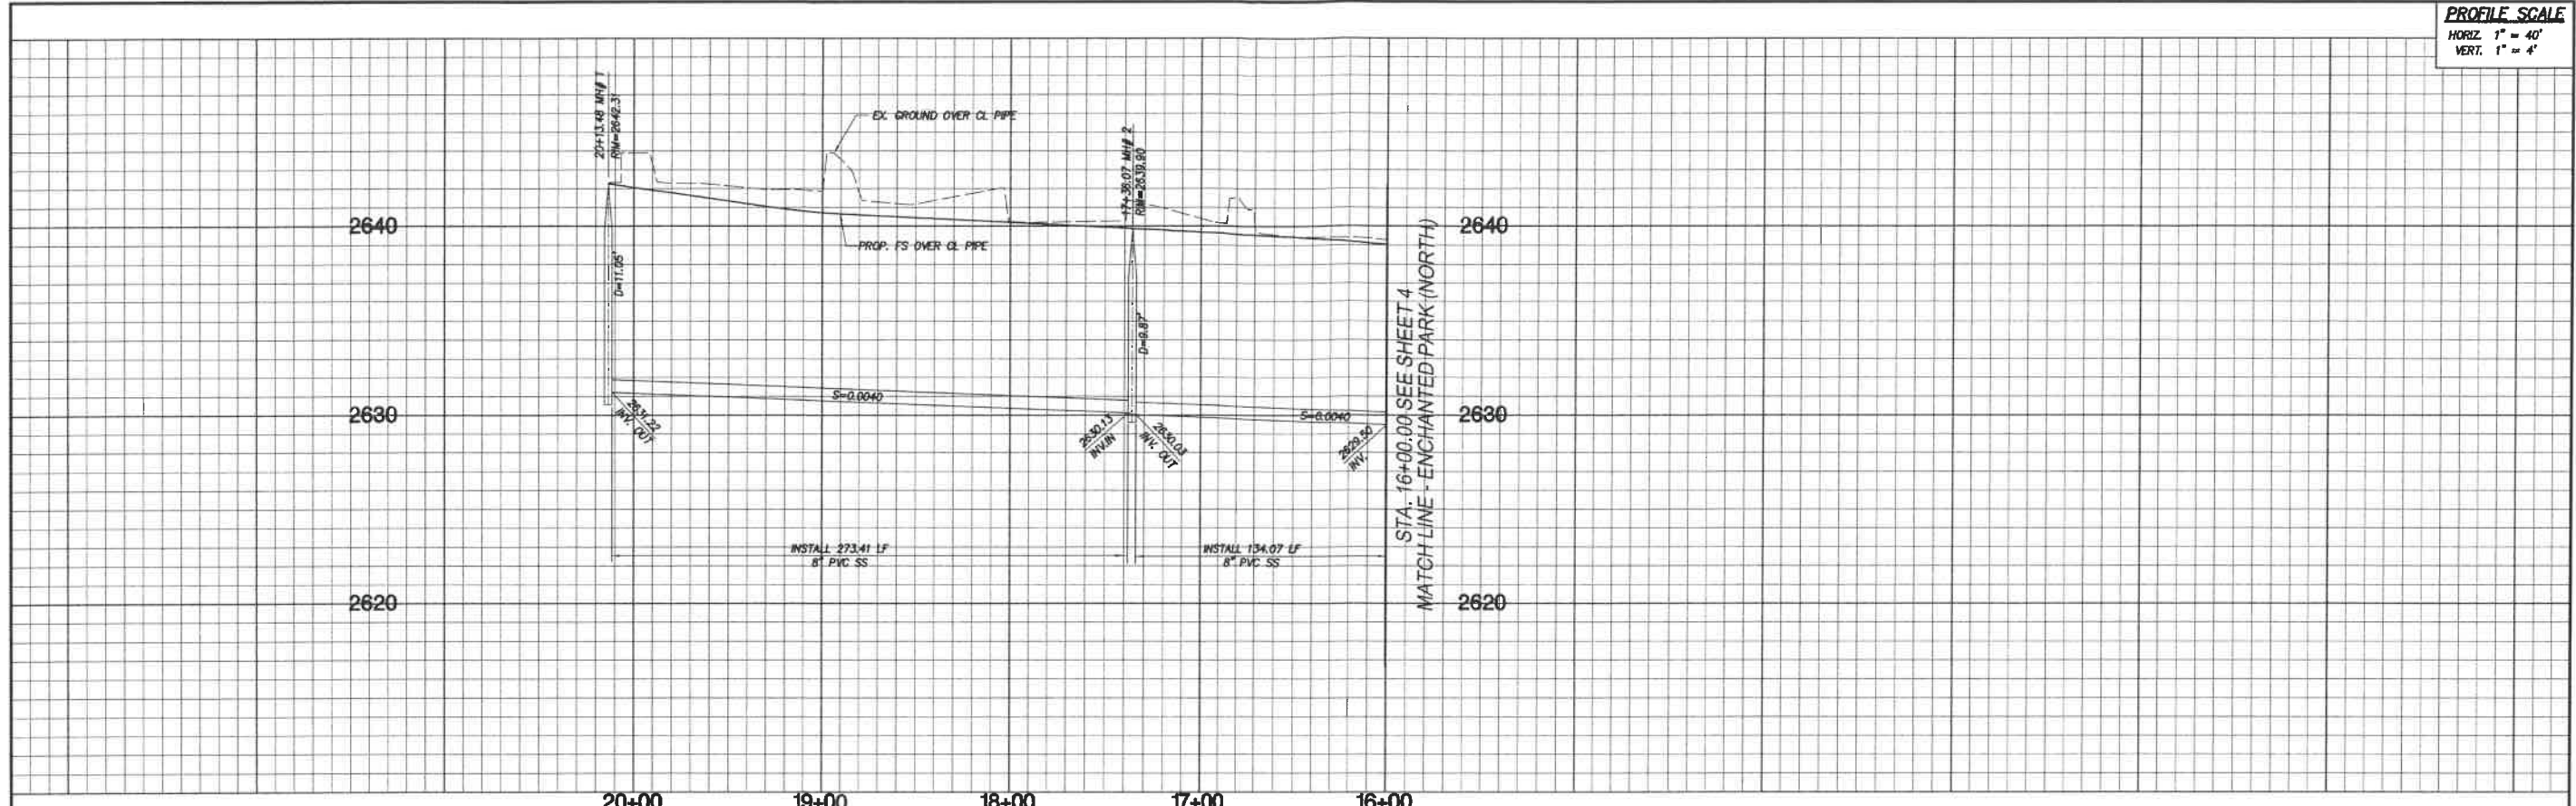 PROFILE SCALE
HORIZ. 1" = 40'
VERT. 1" = 4'
20+13.48 MH# 1
RIM=2642.31
EX. GROUND OVER CL PIPE
17+36.07 MH# 2
RIM=2639.90
2640
2640
PROP. FS OVER CL PIPE
D=11.05'
D=9.87'
STA. 16+00.00 SEE SHEET 4
MATCH LINE - ENCHANTED PARK (NORTH)
S=0.0040
2630
S=0.0040
2630
2631.22
INV. OUT
2630.13
INV.IN
2630.03
INV. OUT
2629.50
INV.
INSTALL 273.41 LF
8" PVC SS
INSTALL 134.07 LF
8" PVC SS
2620
2620
20+00
19+00
18+00
17+00
16+00